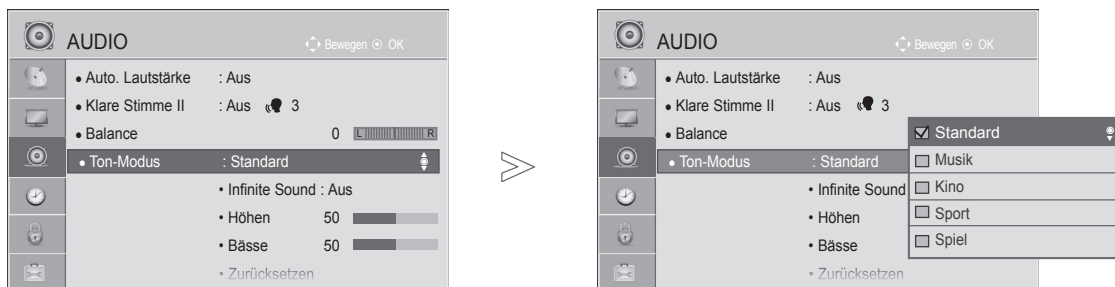 AUDIO
Bewegen OK
• Auto. Lautstärke : Aus
• Klare Stimme II : Aus 3
• Balance 0 L R
• Ton-Modus : Standard
• Infinite Sound : Aus
• Höhen 50
• Bässe 50
• Zurücksetzen
AUDIO
Bewegen OK
• Auto. Lautstärke : Aus
• Klare Stimme II : Aus 3
• Balance
• Ton-Modus : Standard
• Infinite Sound
• Höhen
• Bässe
• Zurücksetzen
Standard
Musik
Kino
Sport
Spiel